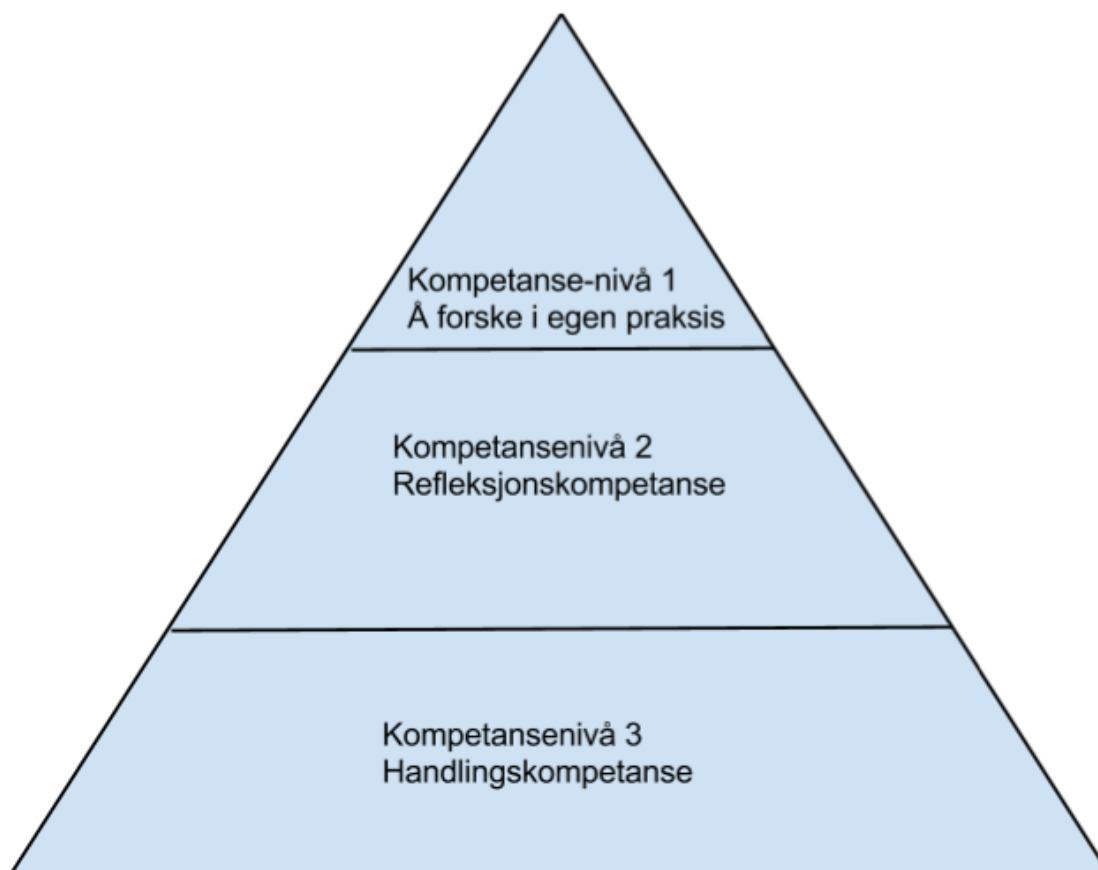 Kompetanse-nivå 1
Å forske i egen praksis
Kompetansenivå 2
Refleksjonskompetanse
Kompetansenivå 3
Handlingskompetanse